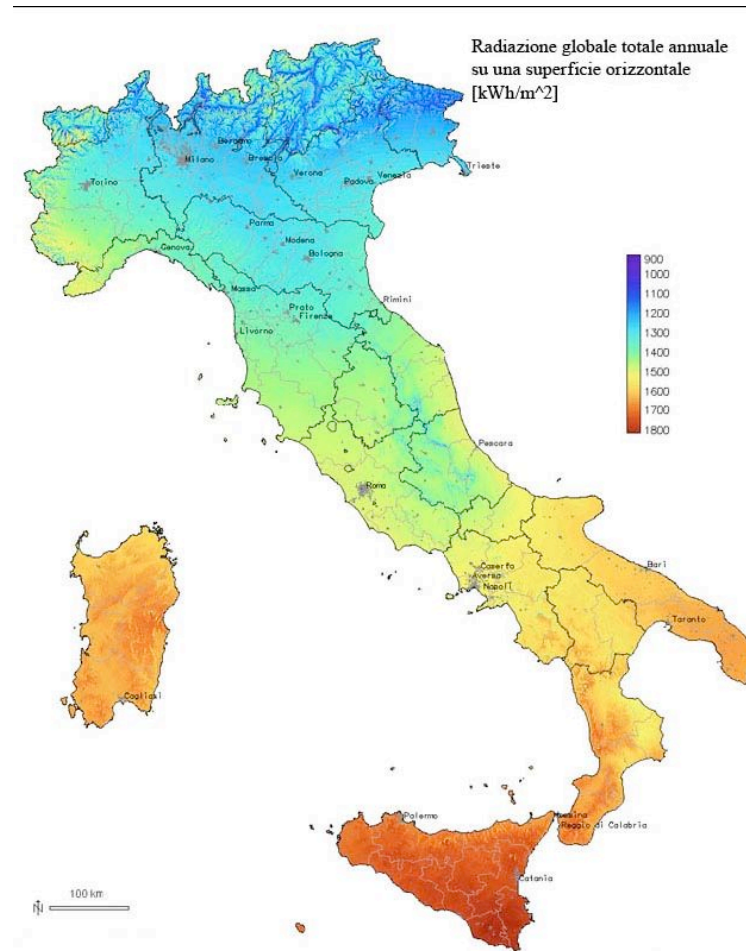 Radiazione globale totale annuale
su una superficie orizzontale
[kWh/m^2]
Bergamo
Milano
Brescia
Trieste
Verona
Padova
Venezia
Torino
Parma
Modena
Genova
Bologna
Massa
Rimini
Prato
Firenze
Livorno
900
1000
1100
1200
1300
1400
1500
1600
1700
1800
Pescara
Roma
Caserta
Aversa
Napoli
Bari
Taranto
Cagliari
Palermo
Messina
Reggio di Calabria
Catania
N
100 km